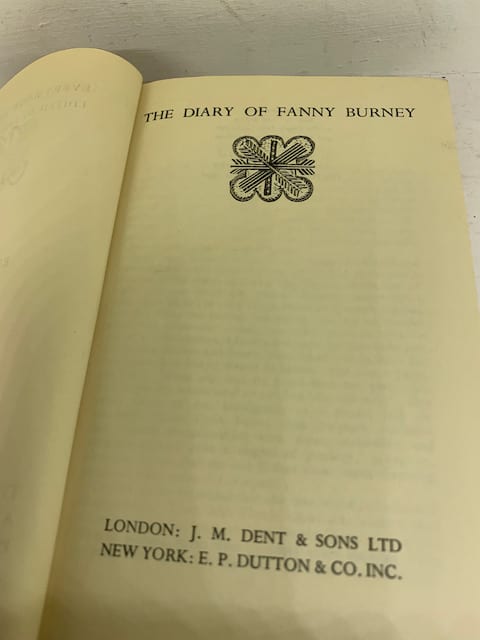 THE DIARY OF FANNY BURNEY
LONDON: J. M. DENT & SONS LTD
NEW YORK: E. P. DUTTON & CO. INC.